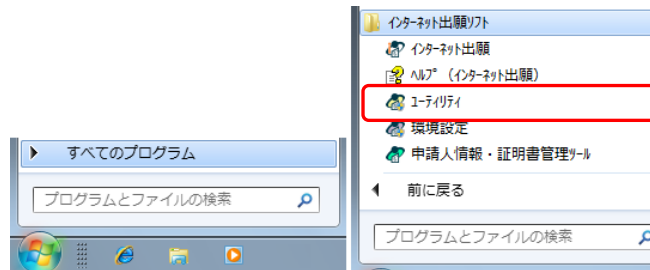 すべてのプログラム
プログラムとファイルの検索
インターネット出願ソフト
インターネット出願
ヘルプ (インターネット出願)
ユーティリティ
環境設定
申請人情報・証明書管理ツール
前に戻る
プログラムとファイルの検索